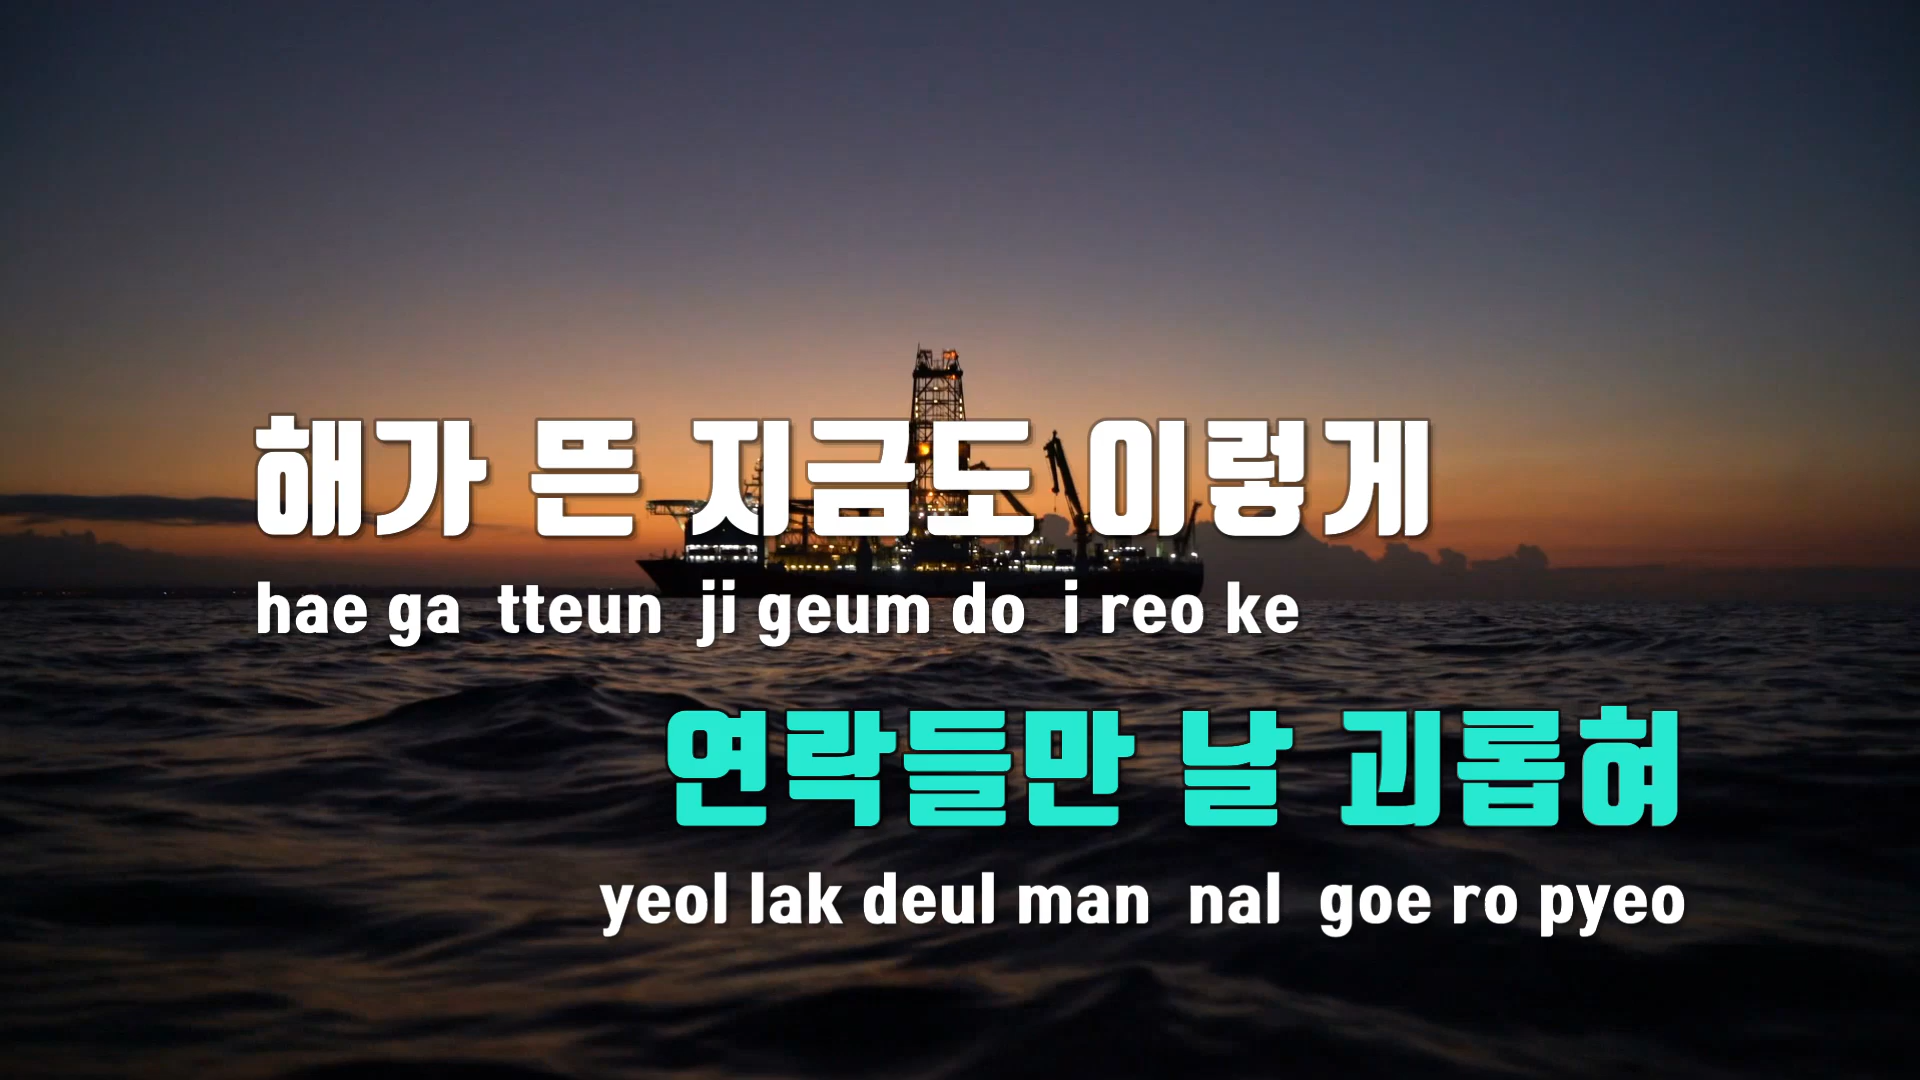 해가 뜬 지금도 이렇게
hae ga tteun ji geum do i reo ke
연락들만 날 괴롭혀
yeol lak deul man nal goe ro pyeo